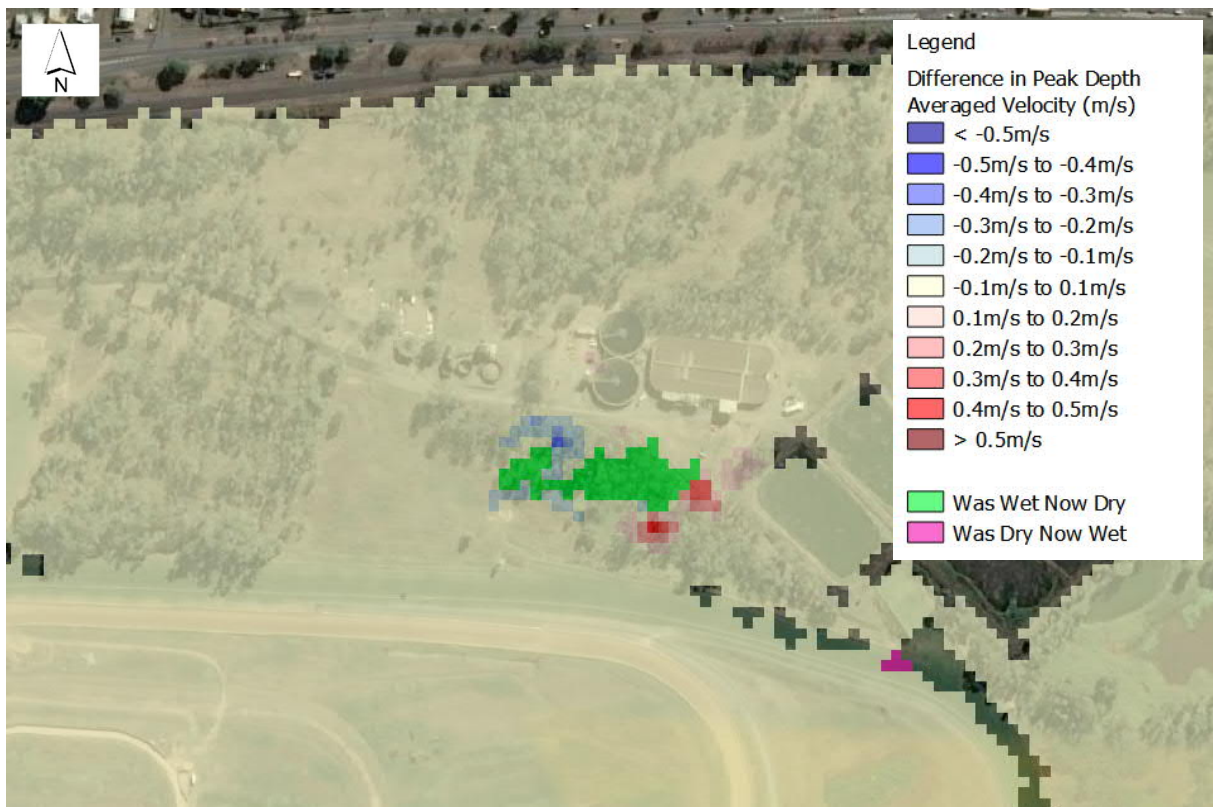 N
Legend
Difference in Peak Depth
Averaged Velocity (m/s)
< -0.5m/s
-0.5m/s to -0.4m/s
-0.4m/s to -0.3m/s
-0.3m/s to -0.2m/s
-0.2m/s to -0.1m/s
-0.1m/s to 0.1m/s
0.1m/s to 0.2m/s
0.2m/s to 0.3m/s
0.3m/s to 0.4m/s
0.4m/s to 0.5m/s
> 0.5m/s
Was Wet Now Dry
Was Dry Now Wet